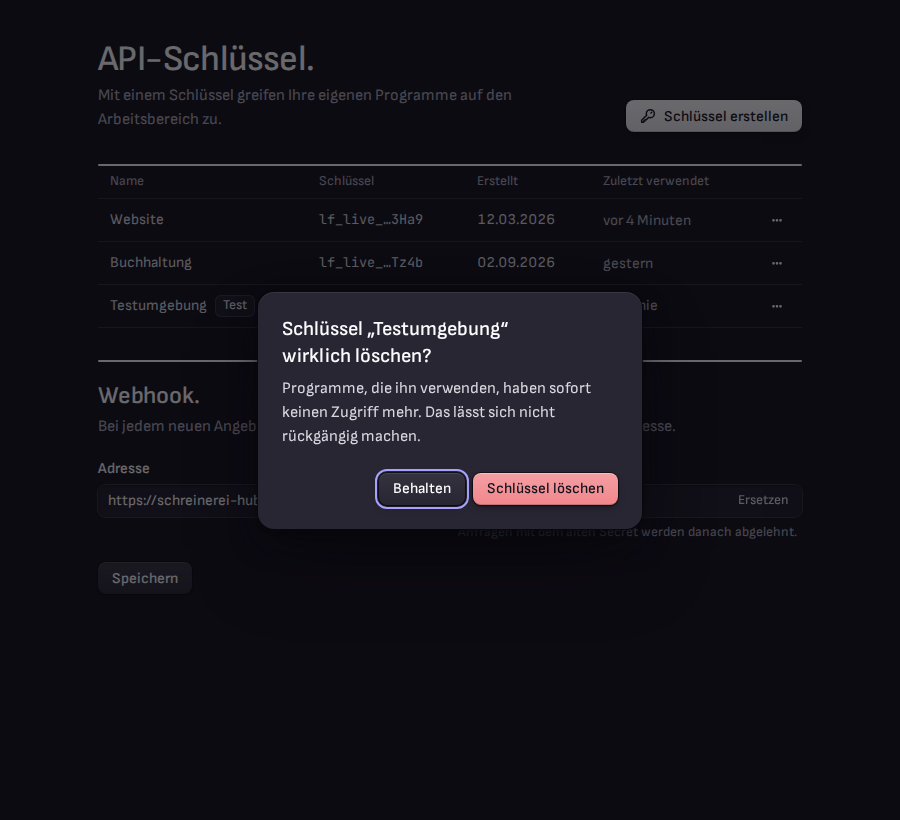 API-Schlüssel.
Mit einem Schlüssel greifen Ihre eigenen Programme auf den
Arbeitsbereich zu.
Schlüssel erstellen
Name Schlüssel Erstellt Zuletzt verwendet
Website lf_live_…3Ha9 12.03.2026 vor 4 Minuten
Buchhaltung lf_live_…Tz4b 02.09.2026 gestern
Testumgebung Test
Schlüssel „Testumgebung“
wirklich löschen?
Programme, die ihn verwenden, haben sofort
keinen Zugriff mehr. Das lässt sich nicht
rückgängig machen.
Behalten Schlüssel löschen
Webhook.
Bei jedem neuen
Adresse
https://schreinerei-hub
Ersetzen
Anfragen mit dem alten Secret werden danach abgelehnt.
Speichern